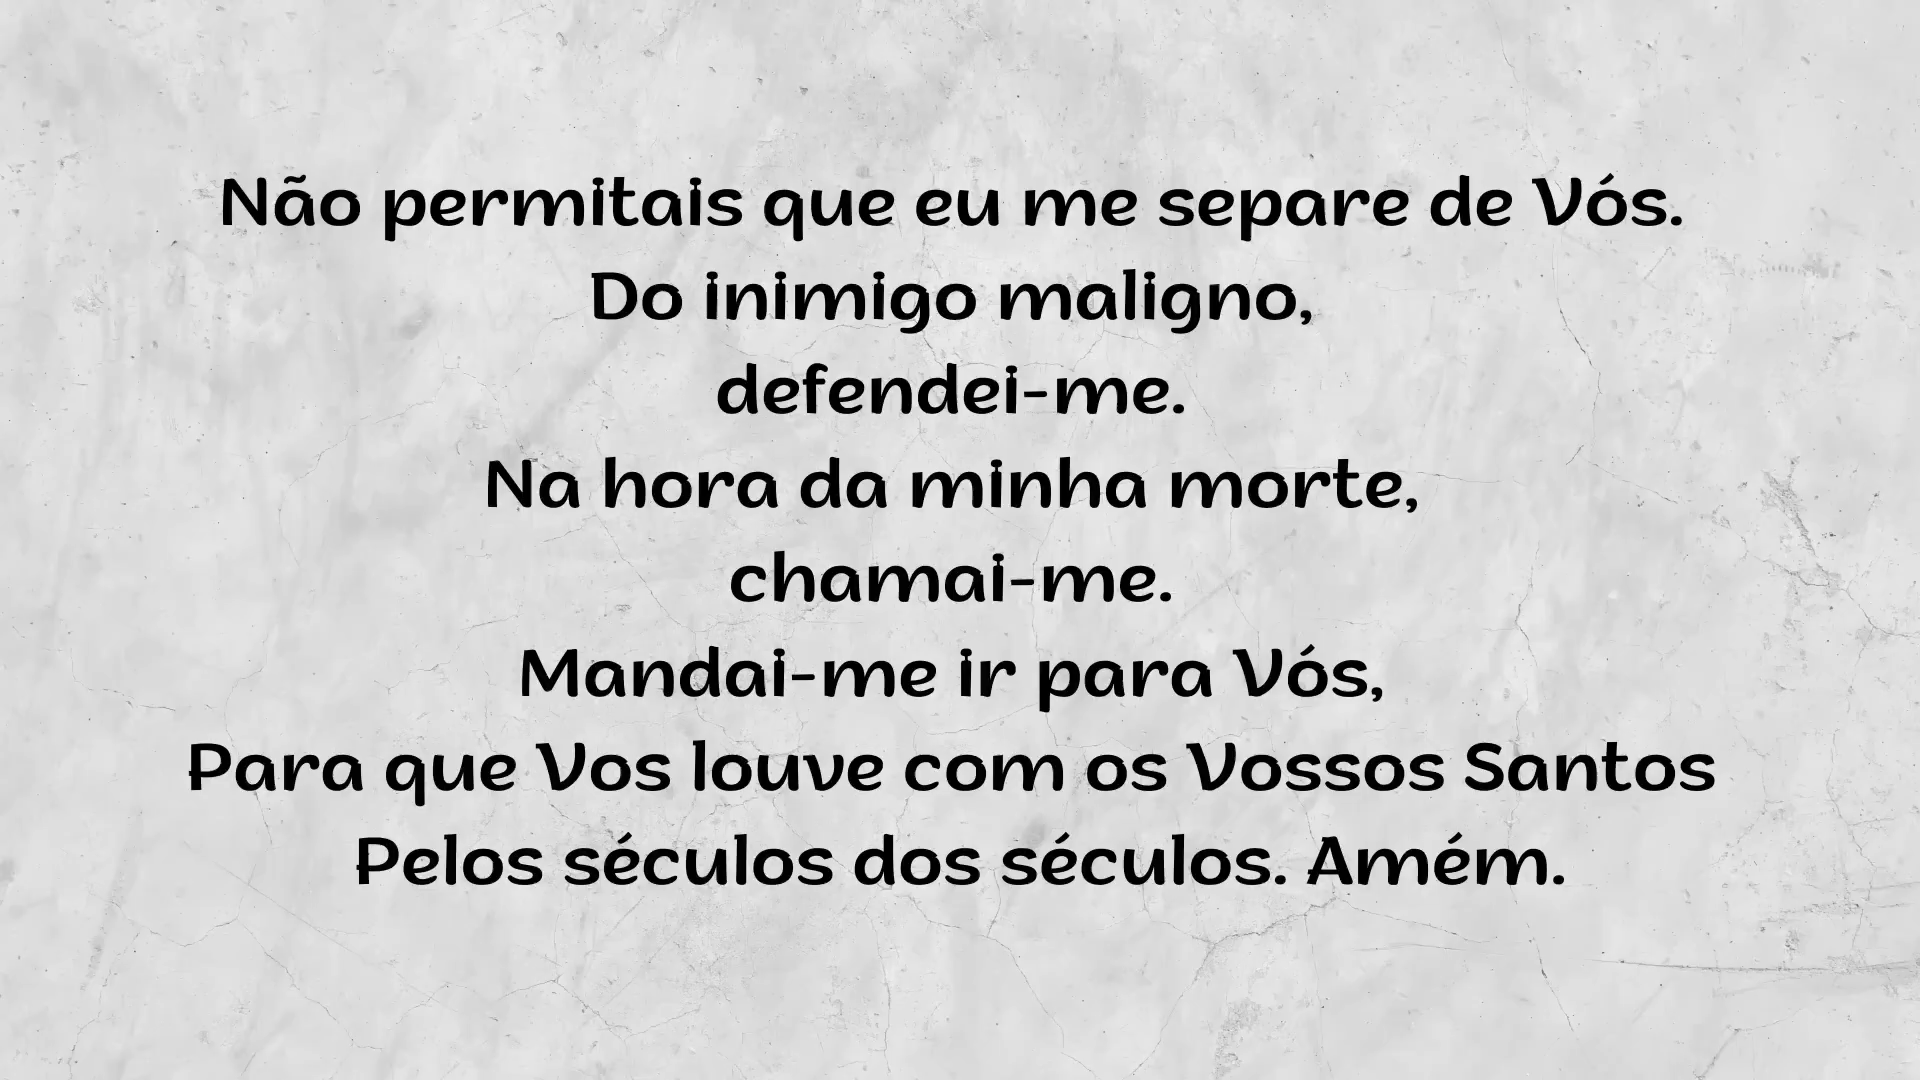 Não permitais que eu me separe de Vós.
Do inimigo maligno,
defendei-me.
Na hora da minha morte,
chamai-me.
Mandai-me ir para Vós,
Para que Vos louve com os Vossos Santos
Pelos séculos dos séculos. Amém.